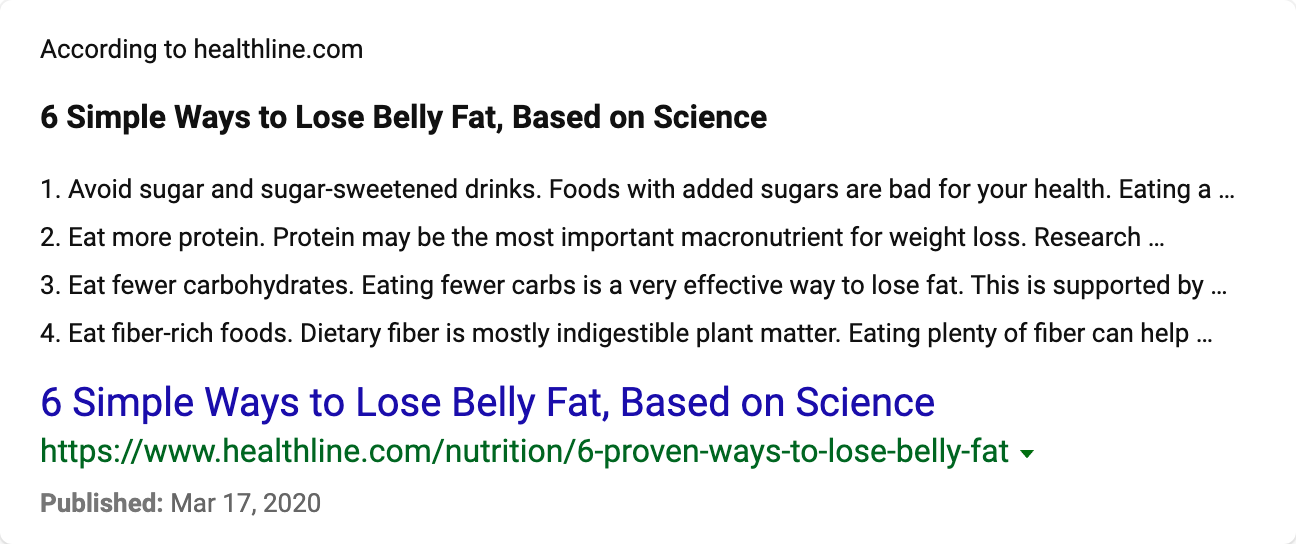 According to healthline.com
6 Simple Ways to Lose Belly Fat, Based on Science
1. Avoid sugar and sugar-sweetened drinks. Foods with added sugars are bad for your health. Eating a ...
2. Eat more protein. Protein may be the most important macronutrient for weight loss. Research ...
3. Eat fewer carbohydrates. Eating fewer carbs is a very effective way to lose fat. This is supported by ...
4. Eat fiber-rich foods. Dietary fiber is mostly indigestible plant matter. Eating plenty of fiber can help ...
6 Simple Ways to Lose Belly Fat, Based on Science
https://www.healthline.com/nutrition/6-proven-ways-to-lose-belly-fat
Published: Mar 17, 2020